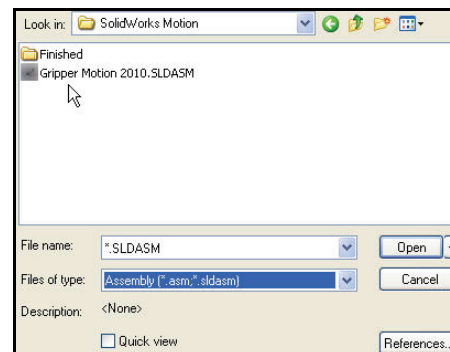 Look in: SolidWorks Motion
Finished
Gripper Motion 2010.SLDASM
File name: *.SLDASM Open
Files of type: Assembly (*.asm;*.sldasm) Cancel
Description: <None>
Quick view References..